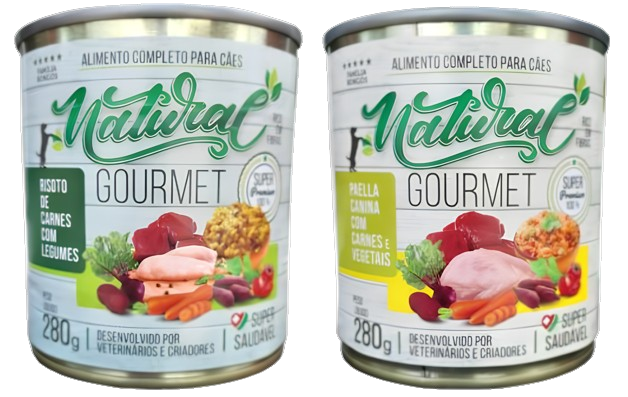 ALIMENTO COMPLETO PARA CÃES
Natural
GOURMET
RISOTO
DE
CARNES
COM
LEGUMES
SUPER
Premium
100%
280g
DESENVOLVIDO POR
VETERINÁRIOS E CRIADORES
SUPER
SAUDÁVEL
ALIMENTO COMPLETO PARA CÃES
Natural
GOURMET
PAELLA
CANINA
COM
CARNES E
VEGETAIS
SUPER
Premium
100%
280g
DESENVOLVIDO POR
VETERINÁRIOS E CRIADORES
SUPER
SAUDÁVEL